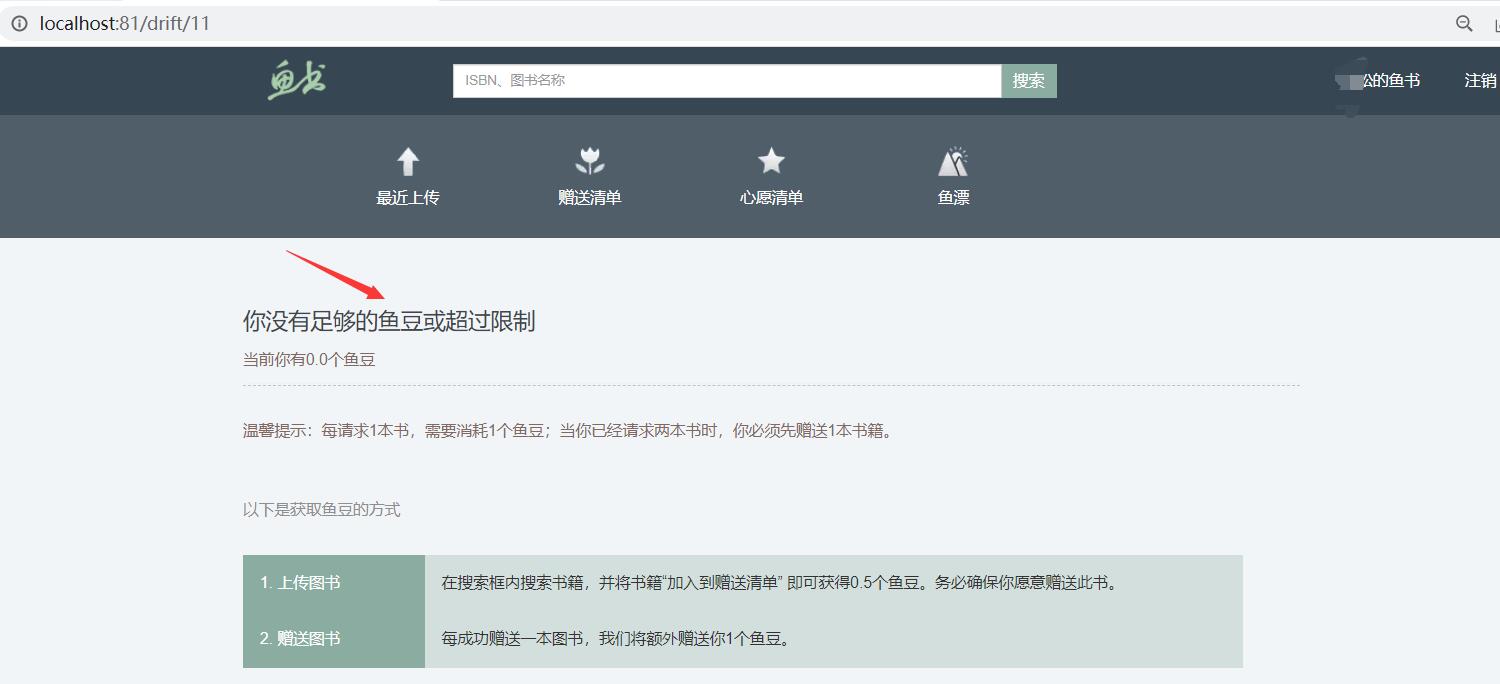 localhost:81/drift/11
鱼书
ISBN、图书名称
搜索
松的鱼书
注销
最近上传
赠送清单
心愿清单
鱼漂
你没有足够的鱼豆或超过限制
当前你有0.0个鱼豆
温馨提示：每请求1本书，需要消耗1个鱼豆；当你已经请求两本书时，你必须先赠送1本书籍。
以下是获取鱼豆的方式
1. 上传图书
在搜索框内搜索书籍，并将书籍“加入到赠送清单” 即可获得0.5个鱼豆。务必确保你愿意赠送此书。
2. 赠送图书
每成功赠送一本图书，我们将额外赠送你1个鱼豆。